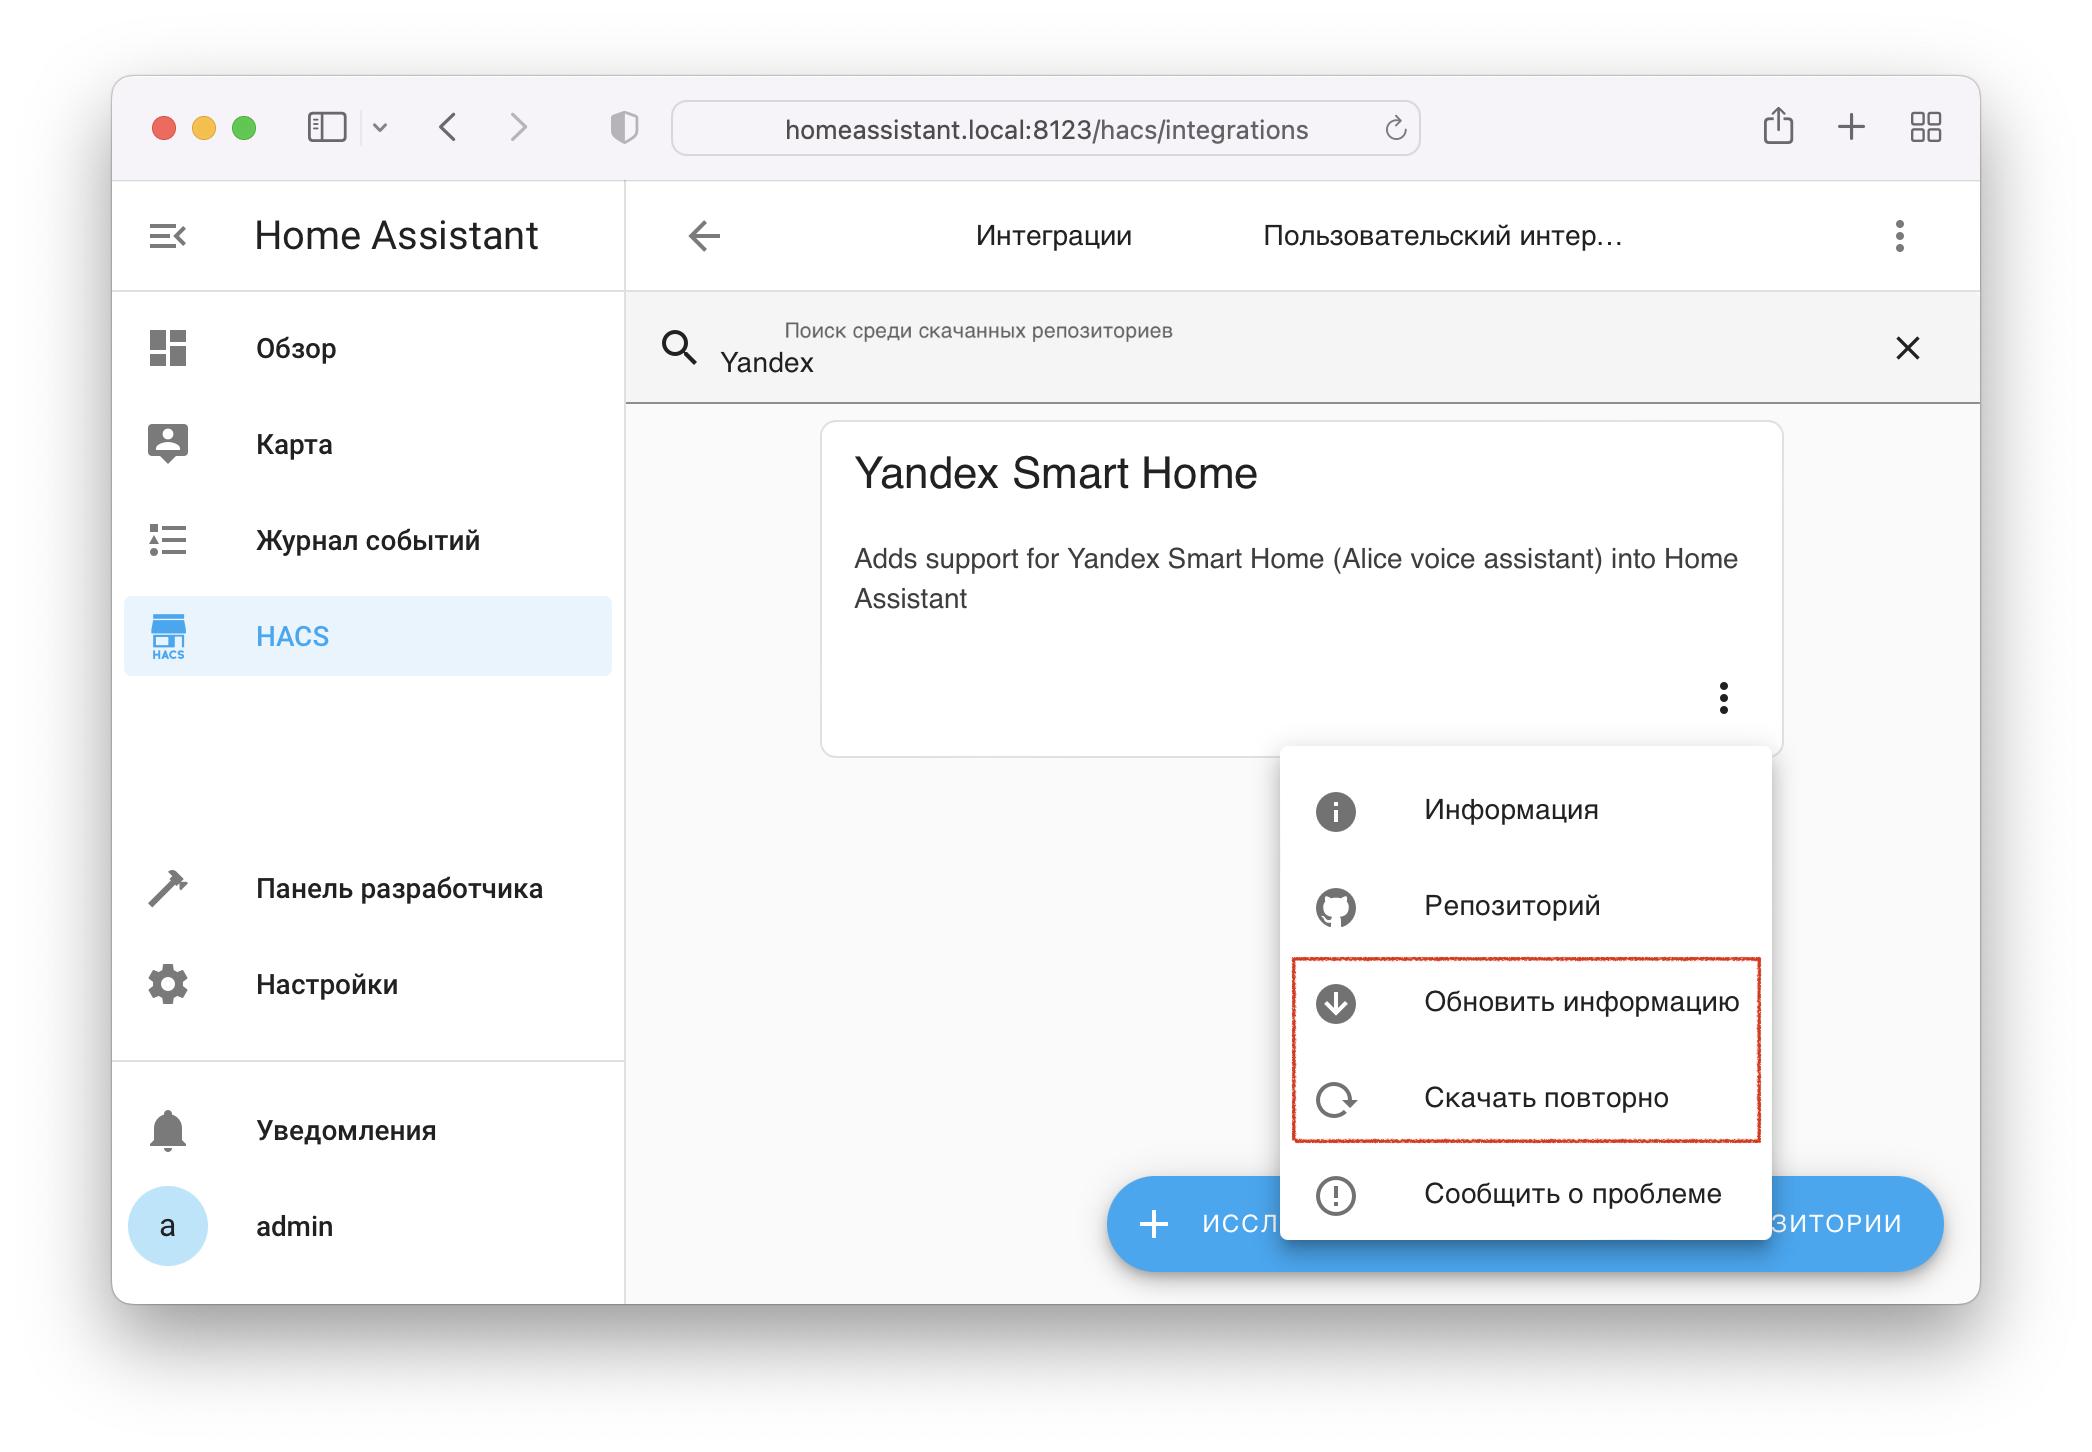 homeassistant.local:8123/hacs/integrations
Home Assistant
Интеграции
Пользовательский интер...
Обзор
Карта
Журнал событий
HACS
HACS
Панель разработчика
Настройки
Уведомления
a
admin
Поиск среди скачанных репозиториев
Yandex
Yandex Smart Home
Adds support for Yandex Smart Home (Alice voice assistant) into Home
Assistant
Информация
Репозиторий
Обновить информацию
Скачать повторно
Сообщить о проблеме